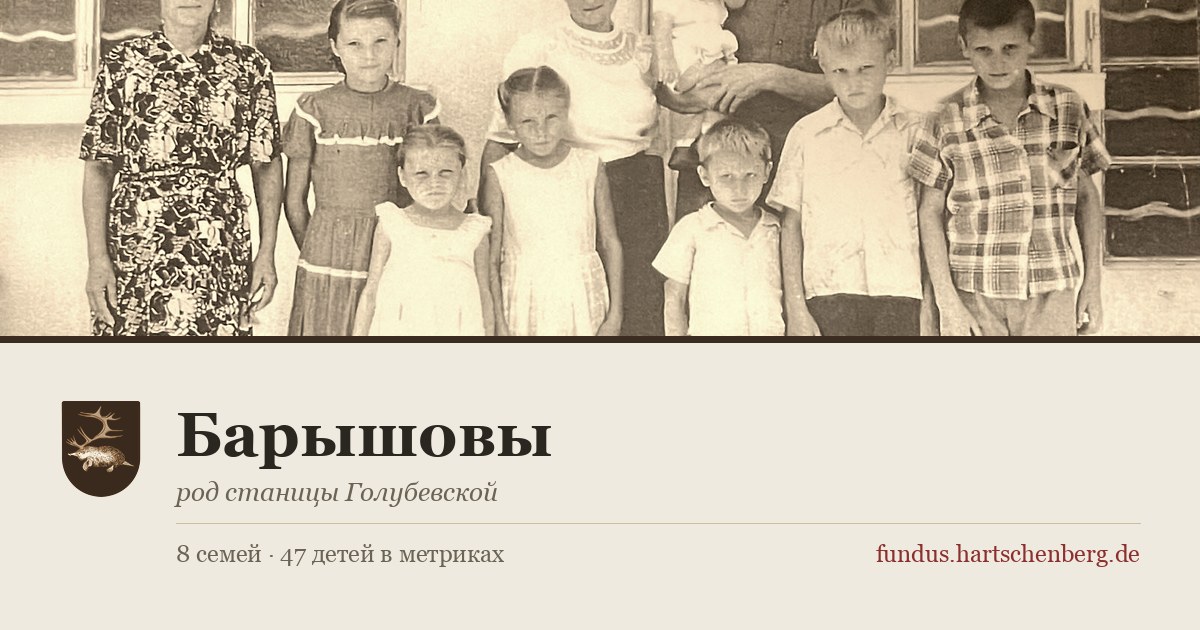 Барышовы
род станицы Голубевской
8 семей · 47 детей в метриках
fundus.hartschenberg.de